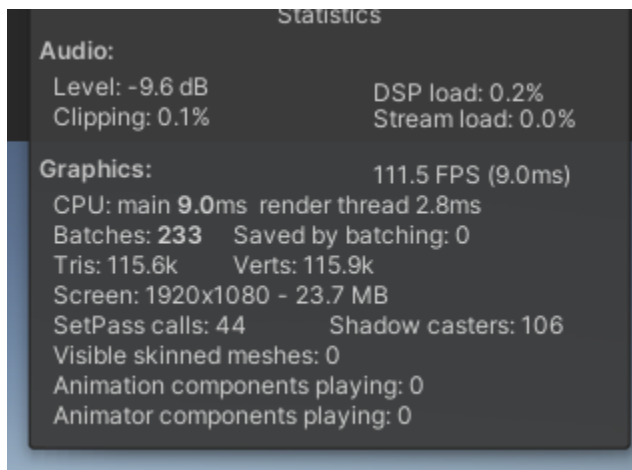 Statistics
Audio:
Level: -9.6 dB DSP load: 0.2%
Clipping: 0.1% Stream load: 0.0%
Graphics: 111.5 FPS (9.0ms)
CPU: main 9.0ms render thread 2.8ms
Batches: 233 Saved by batching: 0
Tris: 115.6k Verts: 115.9k
Screen: 1920x1080 - 23.7 MB
SetPass calls: 44 Shadow casters: 106
Visible skinned meshes: 0
Animation components playing: 0
Animator components playing: 0